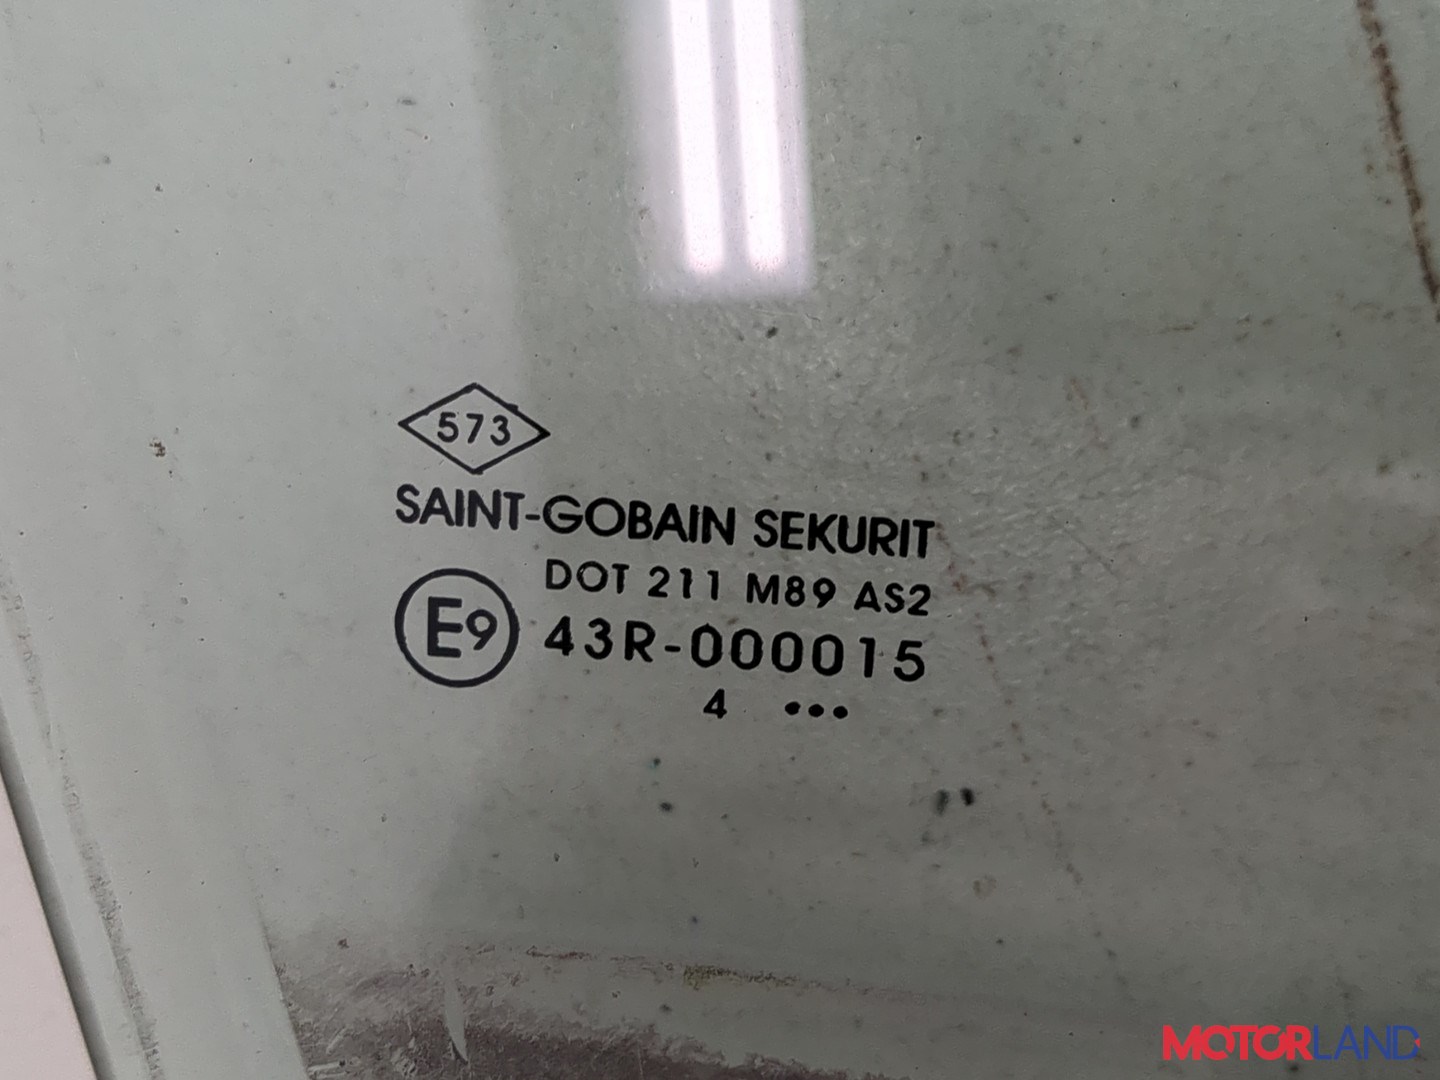 573
SAINT-GOBAIN SEKURIT
DOT 211 M89 AS2
E9 43R-000015
4 •••
MOTORLAND